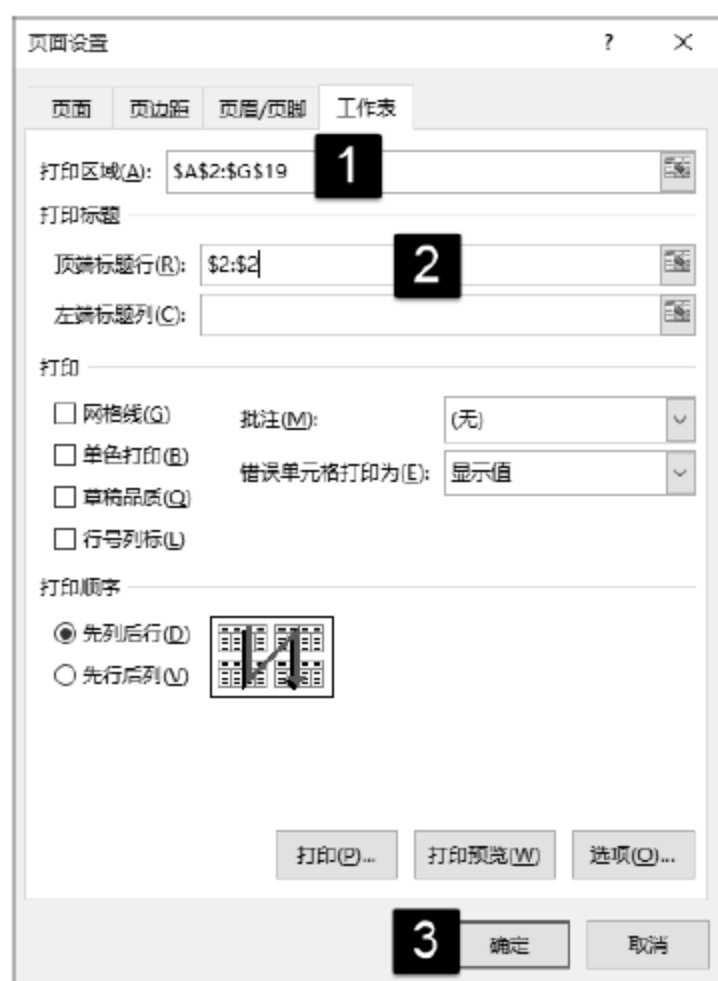 页面设置 ? ×
页面 页边距 页眉/页脚 工作表
打印区域(A): $A$2:$G$19 1
打印标题
顶端标题行(R): $2:$2 2
左端标题列(C):
打印
网格线(G) 批注(M): (无)
单色打印(B)
错误单元格打印为(E): 显示值
草稿品质(Q)
行号列标(L)
打印顺序
先列后行(D)
先行后列(V)
打印(P)... 打印预览(W) 选项(O)...
3 确定 取消